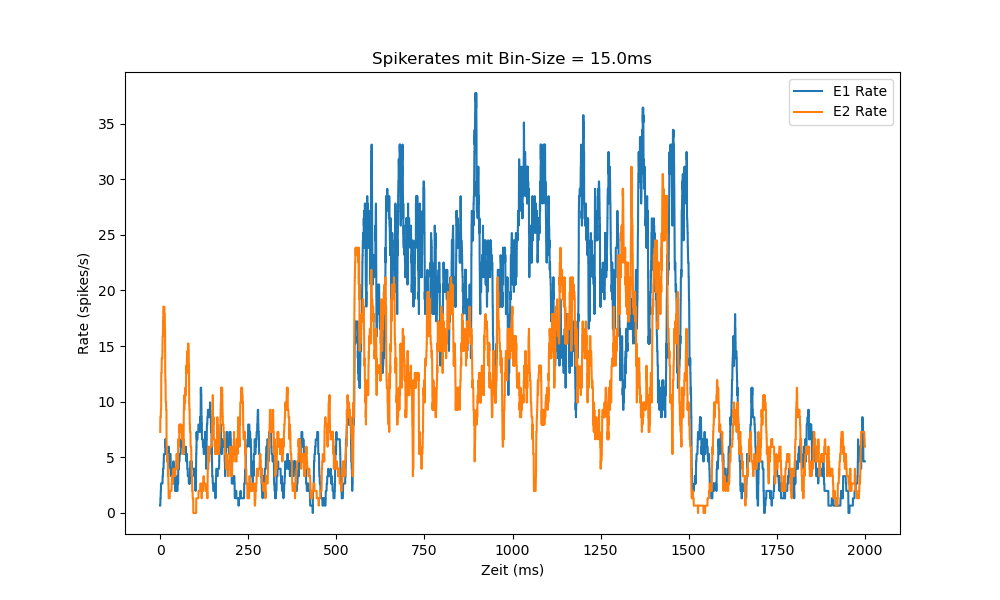 Spikerates mit Bin-Size = 15.0ms
E1 Rate
E2 Rate
Rate (spikes/s)
35
30
25
20
15
10
5
0
0 250 500 750 1000 1250 1500 1750 2000
Zeit (ms)